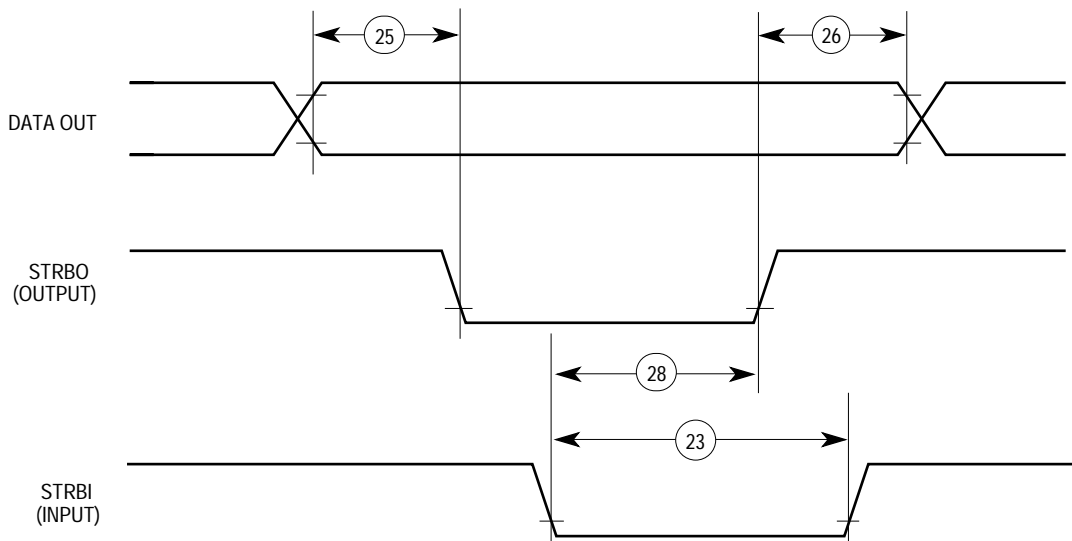 25
26
DATA OUT
STRBO
(OUTPUT)
28
23
STRBI
(INPUT)